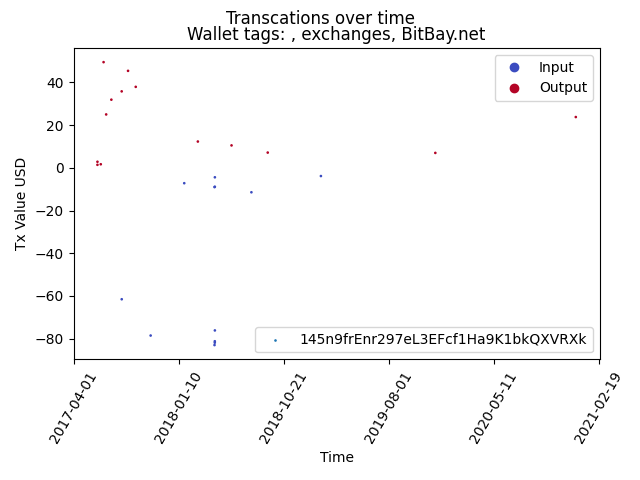 Transcations over time
Wallet tags: , exchanges, BitBay.net
Input
Output
Tx Value USD
40
20
0
−20
−40
−60
−80
145n9frEnr297eL3EFcf1Ha9K1bkQXVRXk
2017-04-01
2018-01-10
2018-10-21
2019-08-01
2020-05-11
2021-02-19
Time